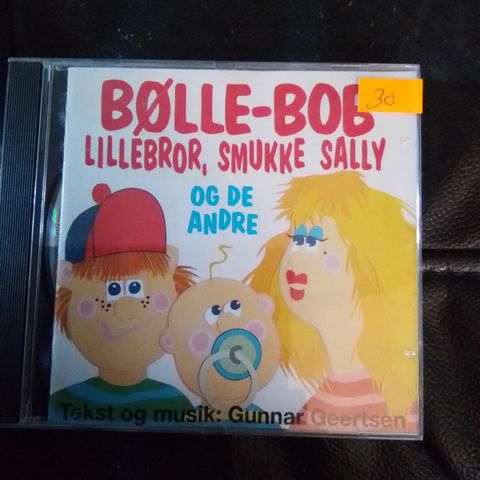 BØLLE-BOB
30
LILLEBROR, SMUKKE SALLY
OG DE
ANDRE
C
Tekst og musik: Gunnar Geertsen